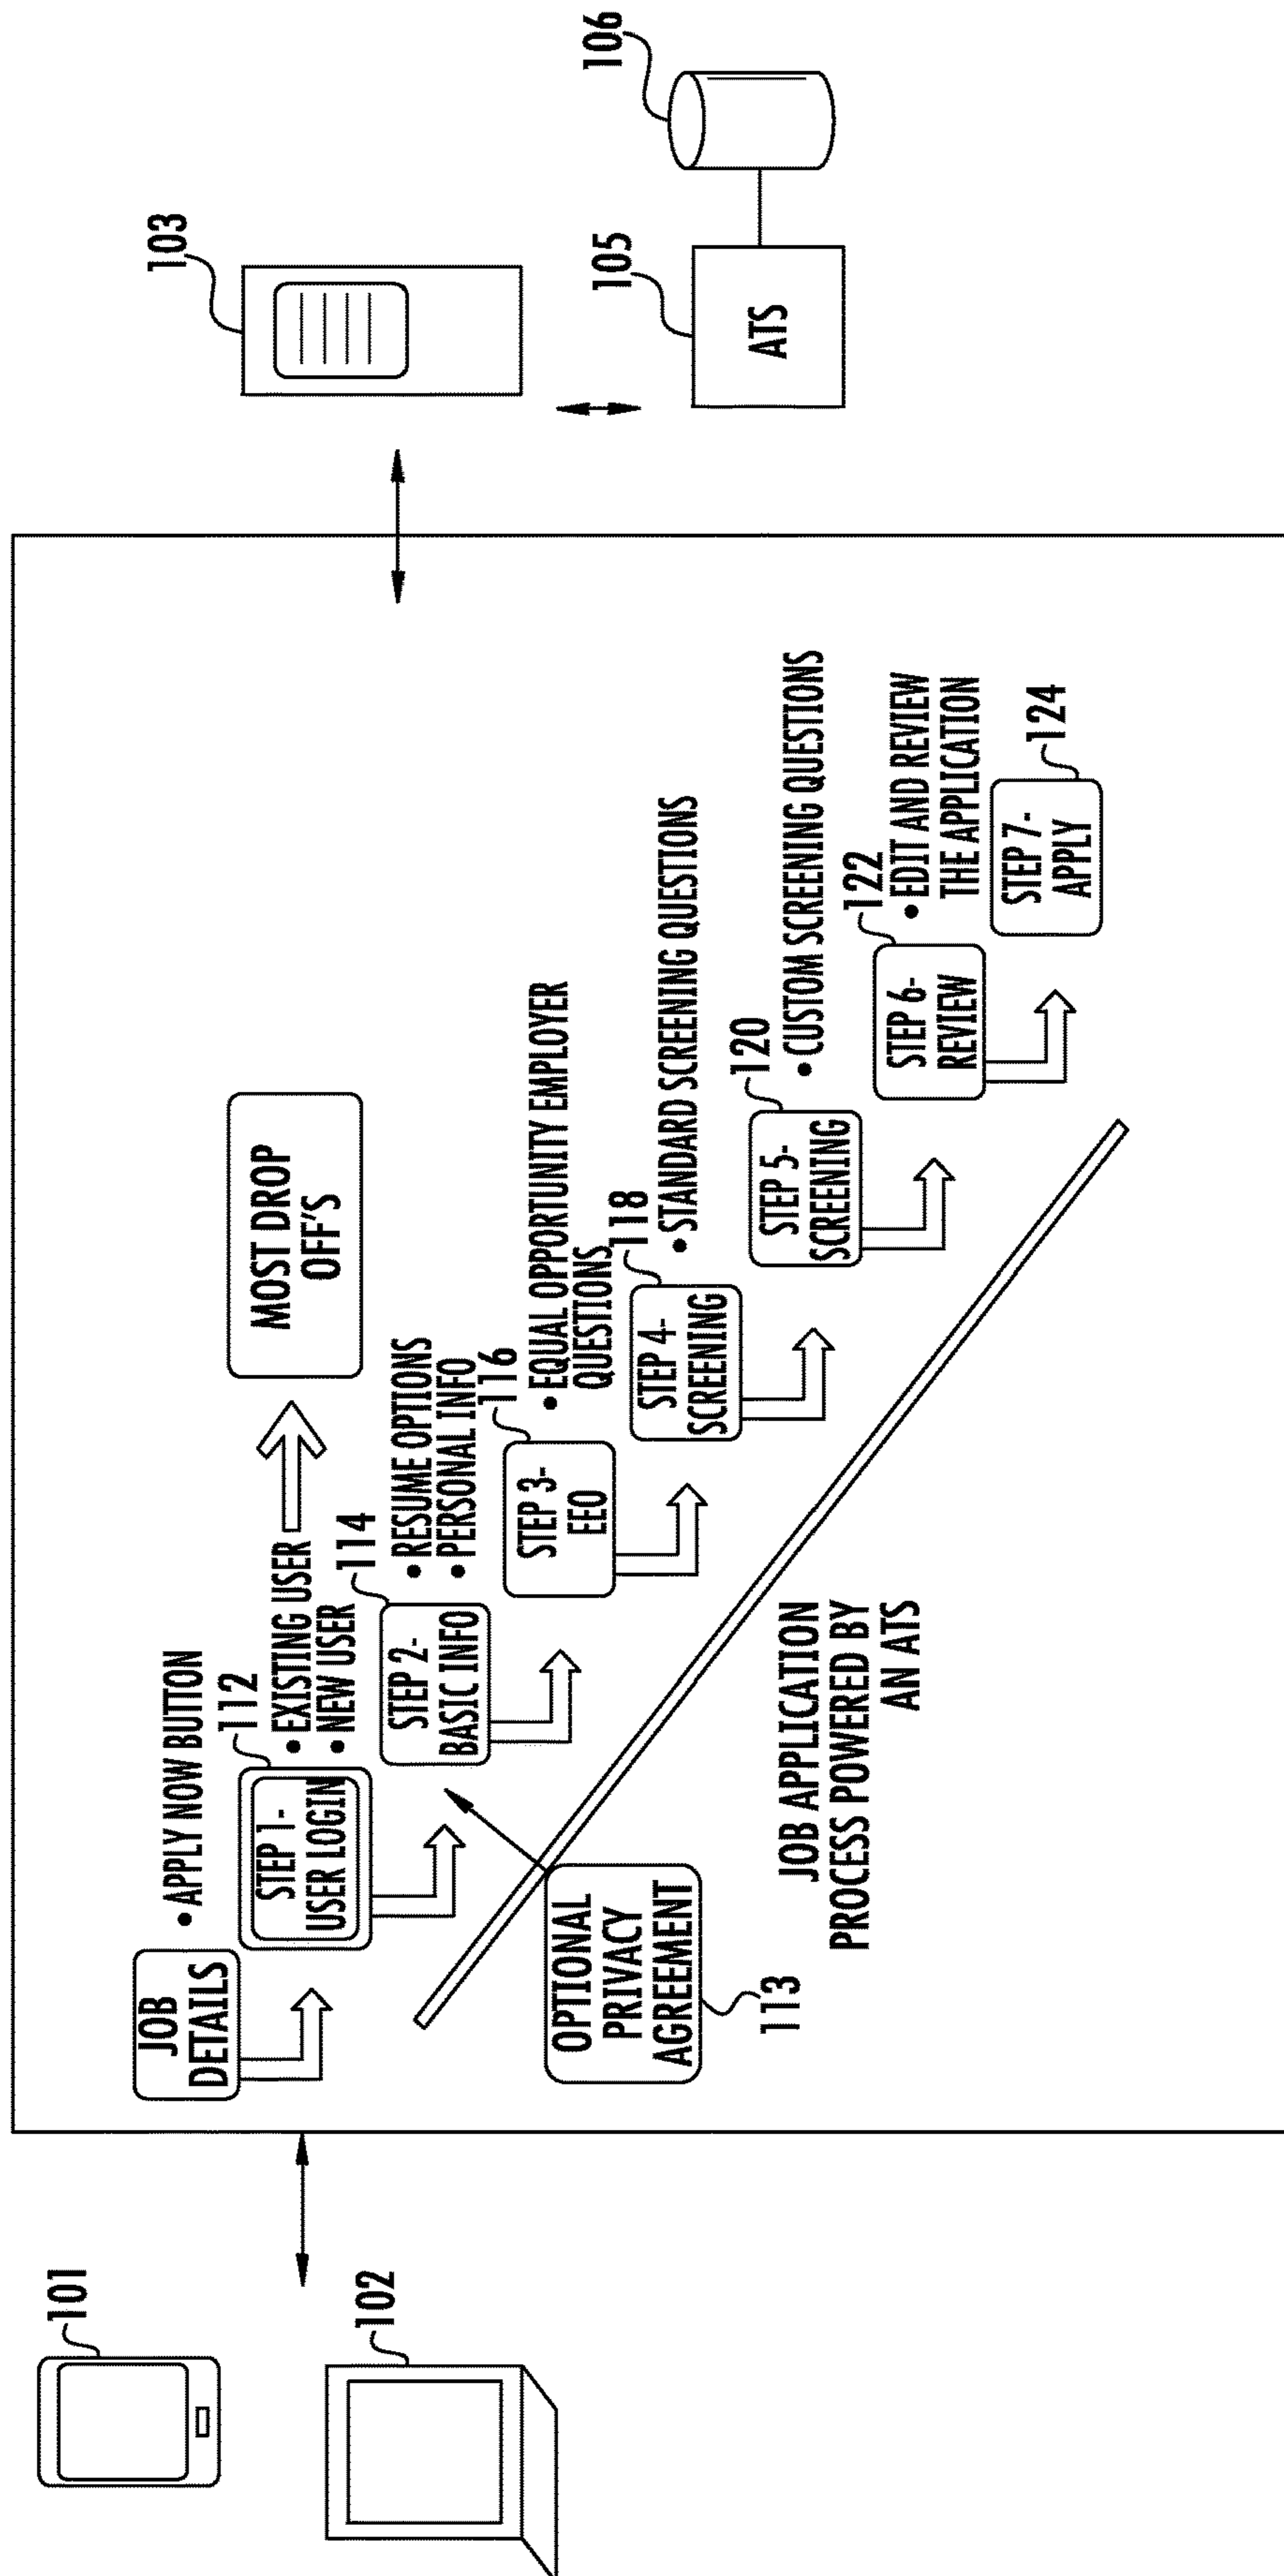 101
102
JOB
DETAILS
• APPLY NOW BUTTON
112
STEP 1-
USER LOGIN
• EXISTING USER
• NEW USER
MOST DROP
OFF'S
114
STEP 2-
BASIC INFO
• RESUME OPTIONS
• PERSONAL INFO
116
STEP 3-
EEO
• EQUAL OPPORTUNITY EMPLOYER
QUESTIONS
118
STEP 4-
SCREENING
• STANDARD SCREENING QUESTIONS
120
STEP 5-
SCREENING
• CUSTOM SCREENING QUESTIONS
122
STEP 6-
REVIEW
• EDIT AND REVIEW
THE APPLICATION
124
STEP 7-
APPLY
OPTIONAL
PRIVACY
AGREEMENT
113
JOB APPLICATION
PROCESS POWERED BY
AN ATS
103
105
ATS
106